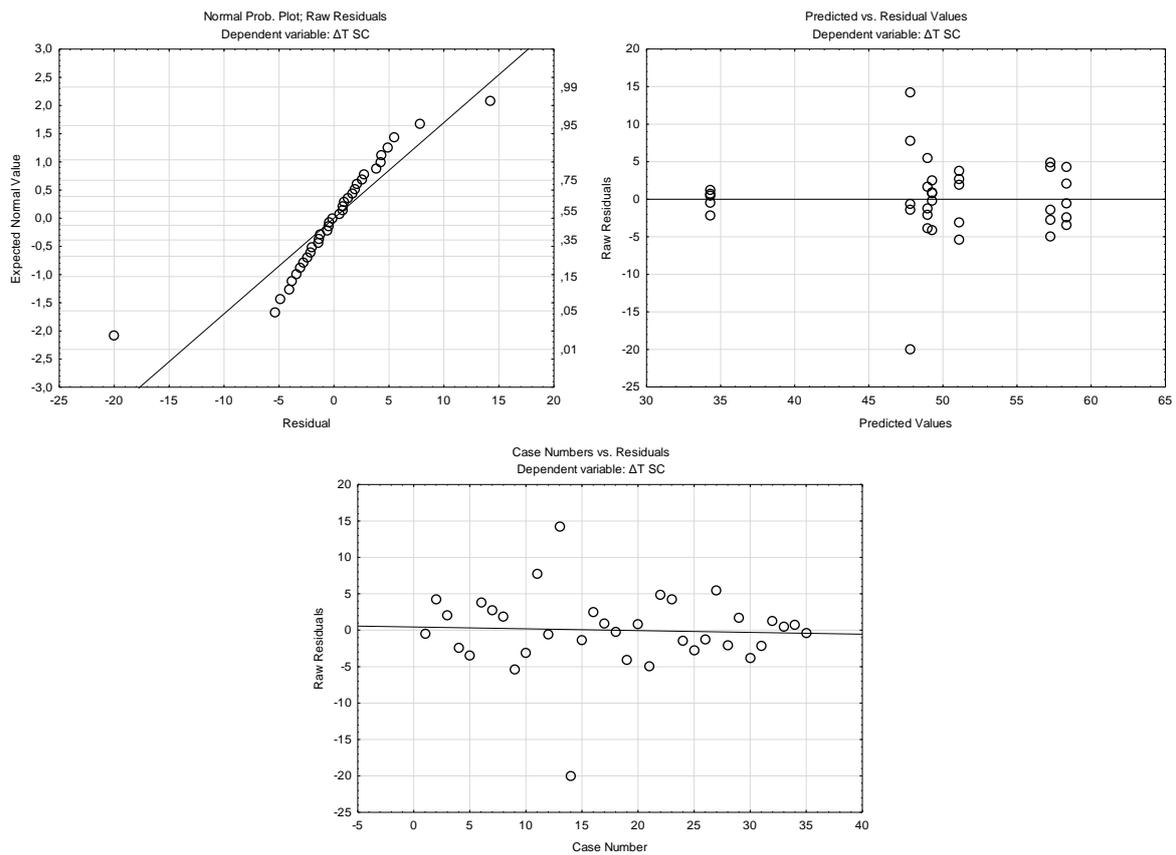 Normal Prob. Plot; Raw Residuals
Dependent variable: ΔT SC
3,0
2,5
2,0
1,5
1,0
0,5
0,0
-0,5
-1,0
-1,5
-2,0
-2,5
-3,0
Expected Normal Value
,99
,95
,75
,55
,35
,15
,05
,01
-25 -20 -15 -10 -5 0 5 10 15 20
Residual
Predicted vs. Residual Values
Dependent variable: ΔT SC
20
15
10
5
0
-5
-10
-15
-20
-25
Raw Residuals
30 35 40 45 50 55 60 65
Predicted Values
Case Numbers vs. Residuals
Dependent variable: ΔT SC
20
15
10
5
0
-5
-10
-15
-20
-25
Raw Residuals
-5 0 5 10 15 20 25 30 35 40
Case Number